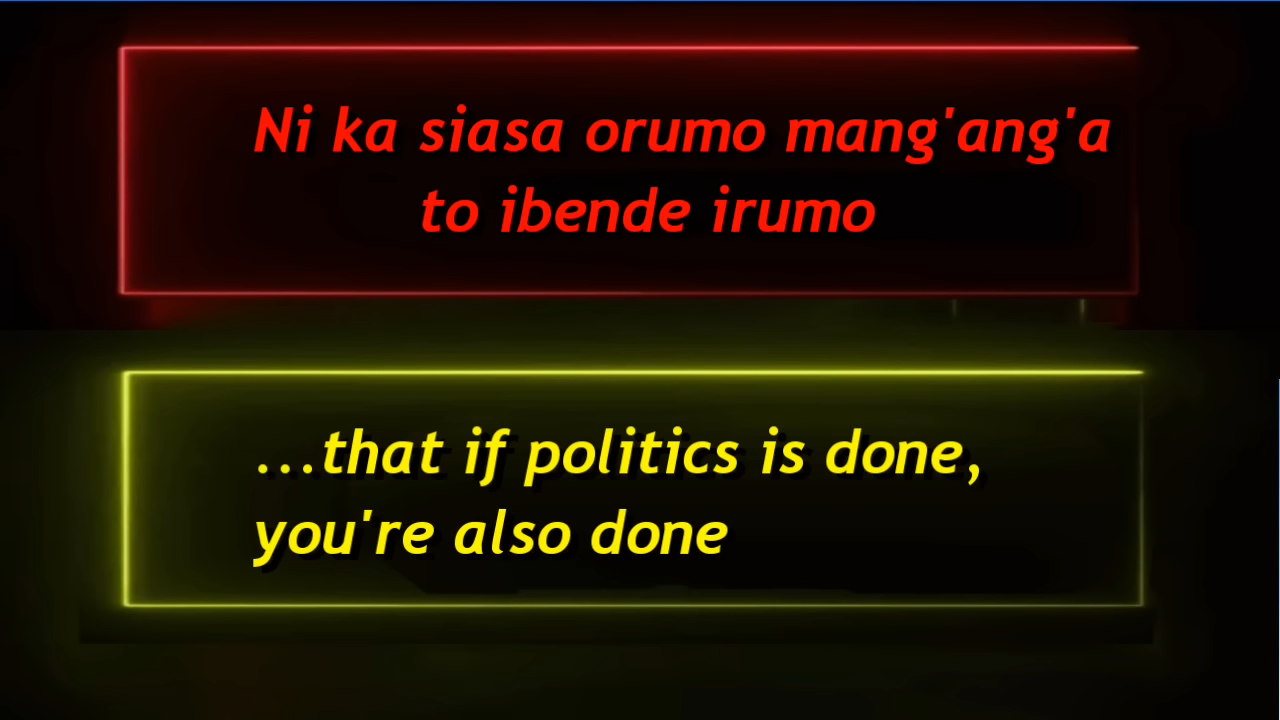 Ni ka siasa orumo mang'ang'a
to ibende irumo
...that if politics is done,
you're also done